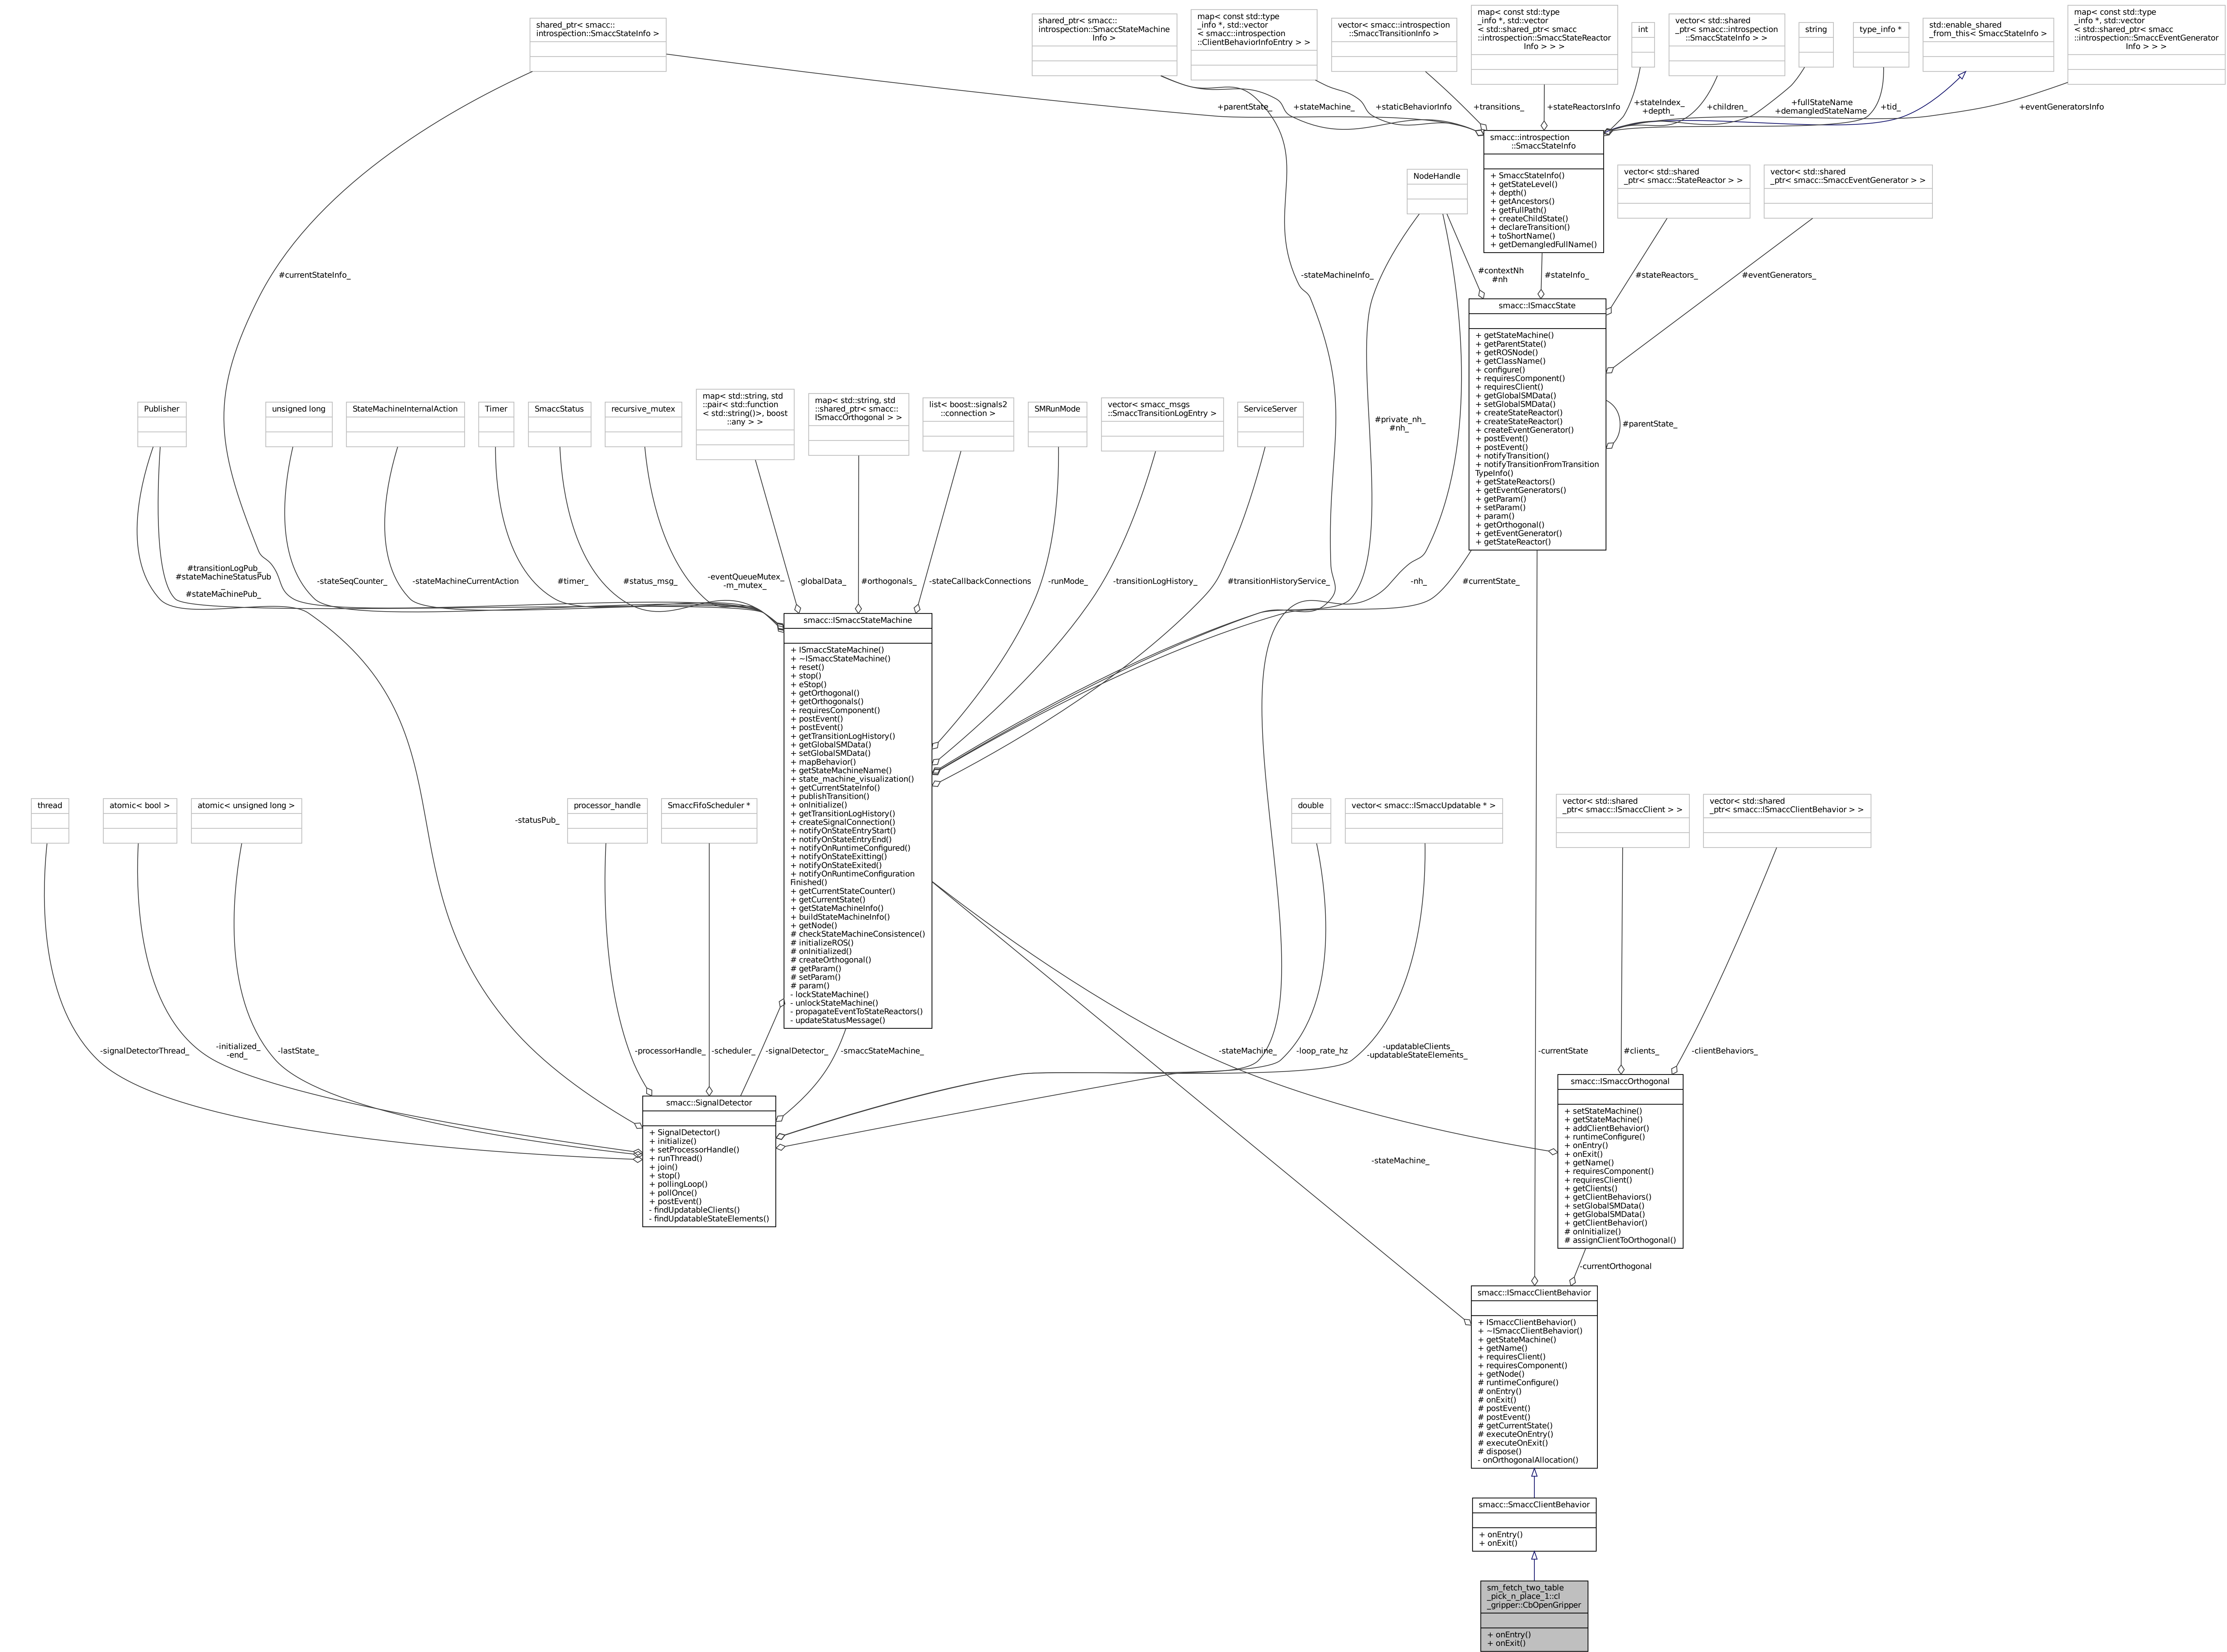 shared_ptr< smacc::
introspection::SmaccStateInfo >
shared_ptr< smacc::
introspection::SmaccStateMachine
Info >
map< const std::type
_info *, std::vector
< smacc::introspection
::ClientBehaviorInfoEntry > >
vector< smacc::introspection
::SmaccTransitionInfo >
map< const std::type
_info *, std::vector
< std::shared_ptr< smacc
::introspection::SmaccStateReactor
Info > > >
int
vector< std::shared
_ptr< smacc::introspection
::SmaccStateInfo > >
string
type_info *
std::enable_shared
_from_this< SmaccStateInfo >
map< const std::type
_info *, std::vector
< std::shared_ptr< smacc
::introspection::SmaccEventGenerator
Info > > >
+parentState_
+stateMachine_
+staticBehaviorInfo
+transitions_
+stateReactorsInfo
+stateIndex_
+depth_
+children_
+fullStateName
+demangledStateName
+tid_
+eventGeneratorsInfo
smacc::introspection
::SmaccStateInfo
+ SmaccStateInfo()
+ getStateLevel()
+ depth()
+ getAncestors()
+ getFullPath()
+ createChildState()
+ declareTransition()
+ toShortName()
+ getDemangledFullName()
NodeHandle
vector< std::shared
_ptr< smacc::StateReactor > >
vector< std::shared
_ptr< smacc::SmaccEventGenerator > >
#currentStateInfo_
-stateMachineInfo_
#contextNh
#nh
#stateInfo_
#stateReactors_
#eventGenerators_
smacc::ISmaccState
+ getStateMachine()
+ getParentState()
+ getROSNode()
+ getClassName()
+ configure()
+ requiresComponent()
+ requiresClient()
+ getGlobalSMData()
+ setGlobalSMData()
+ createStateReactor()
+ createStateReactor()
+ createEventGenerator()
+ postEvent()
+ postEvent()
+ notifyTransition()
+ notifyTransitionFromTransition
TypeInfo()
+ getStateReactors()
+ getEventGenerators()
+ getParam()
+ setParam()
+ param()
+ getOrthogonal()
+ getEventGenerator()
+ getStateReactor()
#parentState_
Publisher
unsigned long
StateMachineInternalAction
Timer
SmaccStatus
recursive_mutex
map< std::string, std
::pair< std::function
< std::string()>, boost
::any > >
map< std::string, std
::shared_ptr< smacc::
ISmaccOrthogonal > >
list< boost::signals2
::connection >
SMRunMode
vector< smacc_msgs
::SmaccTransitionLogEntry >
ServiceServer
#private_nh_
#nh_
#transitionLogPub_
#stateMachineStatusPub
_
#stateMachinePub_
-stateSeqCounter_
-stateMachineCurrentAction
#timer_
#status_msg_
-eventQueueMutex_
-m_mutex_
-globalData_
#orthogonals_
-stateCallbackConnections
-runMode_
-transitionLogHistory_
#transitionHistoryService_
-nh_
#currentState_
smacc::ISmaccStateMachine
+ ISmaccStateMachine()
+ ~ISmaccStateMachine()
+ reset()
+ stop()
+ eStop()
+ getOrthogonal()
+ getOrthogonals()
+ requiresComponent()
+ postEvent()
+ postEvent()
+ getTransitionLogHistory()
+ getGlobalSMData()
+ setGlobalSMData()
+ mapBehavior()
+ getStateMachineName()
+ state_machine_visualization()
+ getCurrentStateInfo()
+ publishTransition()
+ onInitialize()
+ getTransitionLogHistory()
+ createSignalConnection()
+ notifyOnStateEntryStart()
+ notifyOnStateEntryEnd()
+ notifyOnRuntimeConfigured()
+ notifyOnStateExitting()
+ notifyOnStateExited()
+ notifyOnRuntimeConfiguration
Finished()
+ getCurrentStateCounter()
+ getCurrentState()
+ getStateMachineInfo()
+ buildStateMachineInfo()
+ getNode()
# checkStateMachineConsistence()
# initializeROS()
# onInitialized()
# createOrthogonal()
# getParam()
# setParam()
# param()
- lockStateMachine()
- unlockStateMachine()
- propagateEventToStateReactors()
- updateStatusMessage()
thread
atomic< bool >
atomic< unsigned long >
-statusPub_
processor_handle
SmaccFifoScheduler *
double
vector< smacc::ISmaccUpdatable * >
vector< std::shared
_ptr< smacc::ISmaccClient > >
vector< std::shared
_ptr< smacc::ISmaccClientBehavior > >
-signalDetectorThread_
-initialized_
-end_
-lastState_
-processorHandle_
-scheduler_
-signalDetector_
-smaccStateMachine_
-stateMachine_
-loop_rate_hz
-updatableClients_
-updatableStateElements_
-currentState
#clients_
-clientBehaviors_
smacc::SignalDetector
+ SignalDetector()
+ initialize()
+ setProcessorHandle()
+ runThread()
+ join()
+ stop()
+ pollingLoop()
+ pollOnce()
+ postEvent()
- findUpdatableClients()
- findUpdatableStateElements()
smacc::ISmaccOrthogonal
+ setStateMachine()
+ getStateMachine()
+ addClientBehavior()
+ runtimeConfigure()
+ onEntry()
+ onExit()
+ getName()
+ requiresComponent()
+ requiresClient()
+ getClients()
+ getClientBehaviors()
+ setGlobalSMData()
+ getGlobalSMData()
+ getClientBehavior()
# onInitialize()
# assignClientToOrthogonal()
-stateMachine_
-currentOrthogonal
smacc::ISmaccClientBehavior
+ ISmaccClientBehavior()
+ ~ISmaccClientBehavior()
+ getStateMachine()
+ getName()
+ requiresClient()
+ requiresComponent()
+ getNode()
# runtimeConfigure()
# onEntry()
# onExit()
# postEvent()
# postEvent()
# getCurrentState()
# executeOnEntry()
# executeOnExit()
# dispose()
- onOrthogonalAllocation()
smacc::SmaccClientBehavior
+ onEntry()
+ onExit()
sm_fetch_two_table
_pick_n_place_1::cl
_gripper::CbOpenGripper
+ onEntry()
+ onExit()